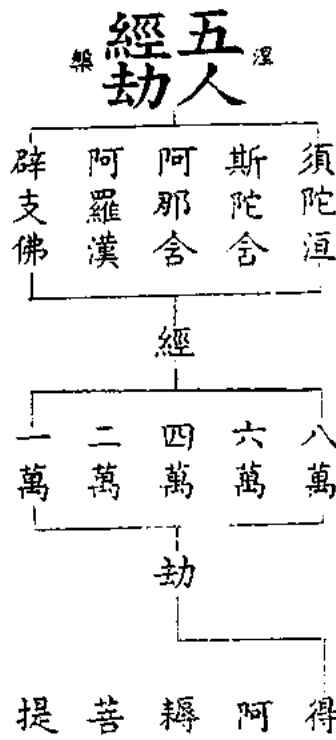 涅槃
五人
經劫
須陀洹
斯陀含
阿那含
阿羅漢
辟支佛
經
八萬
六萬
四萬
二萬
一萬
劫
得阿耨菩提